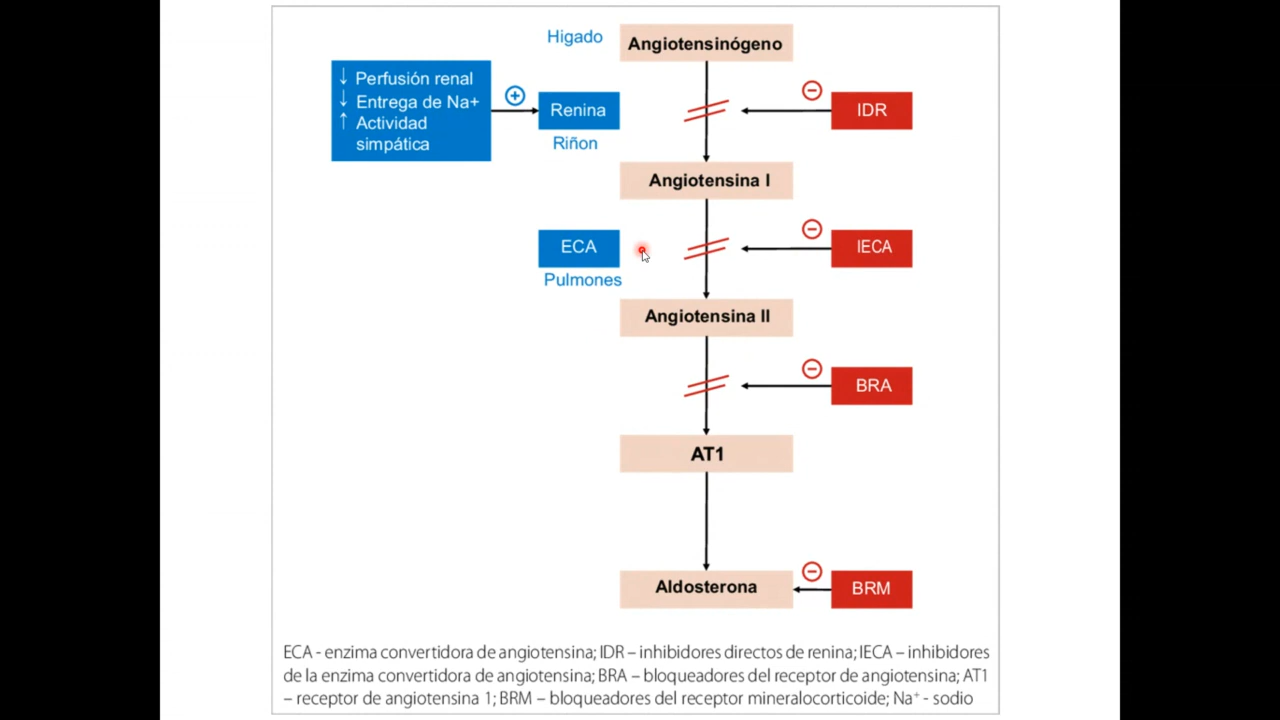 Higado
Angiotensinógeno
↓ Perfusión renal
↓ Entrega de Na+
↑ Actividad
simpática
+
Renina
Riñon
−
IDR
Angiotensina I
ECA
Pulmones
−
IECA
Angiotensina II
−
BRA
AT1
Aldosterona
−
BRM
ECA - enzima convertidora de angiotensina; IDR – inhibidores directos de renina; IECA – inhibidores
de la enzima convertidora de angiotensina; BRA – bloqueadores del receptor de angiotensina; AT1
– receptor de angiotensina 1; BRM – bloqueadores del receptor mineralocorticoide; Na⁺ - sodio